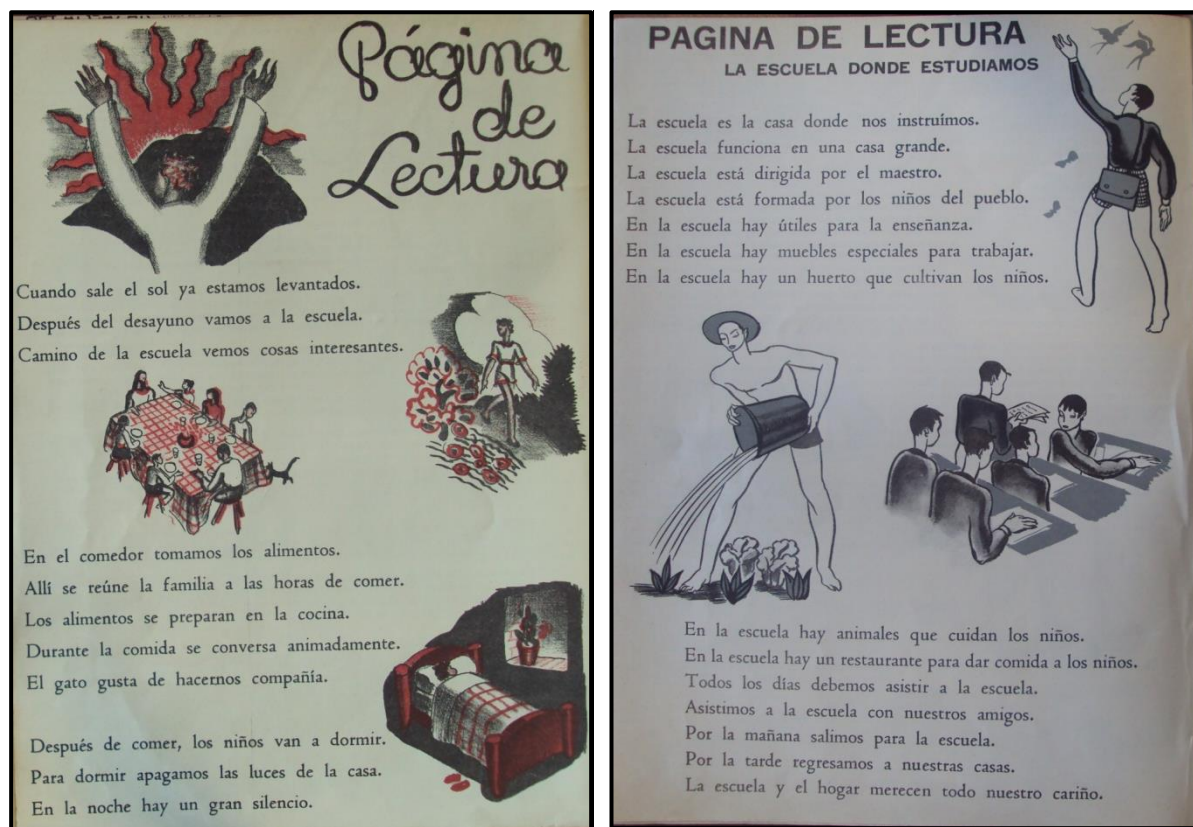 Página
de
Lectura
Cuando sale el sol ya estamos levantados.
Después del desayuno vamos a la escuela.
Camino de la escuela vemos cosas interesantes.
En el comedor tomamos los alimentos.
Allí se reúne la familia a las horas de comer.
Los alimentos se preparan en la cocina.
Durante la comida se conversa animadamente.
El gato gusta de hacernos compañía.
Después de comer, los niños van a dormir.
Para dormir apagamos las luces de la casa.
En la noche hay un gran silencio.
PAGINA DE LECTURA
LA ESCUELA DONDE ESTUDIAMOS
La escuela es la casa donde nos instruímos.
La escuela funciona en una casa grande.
La escuela está dirigida por el maestro.
La escuela está formada por los niños del pueblo.
En la escuela hay útiles para la enseñanza.
En la escuela hay muebles especiales para trabajar.
En la escuela hay un huerto que cultivan los niños.
En la escuela hay animales que cuidan los niños.
En la escuela hay un restaurante para dar comida a los niños.
Todos los días debemos asistir a la escuela.
Asistimos a la escuela con nuestros amigos.
Por la mañana salimos para la escuela.
Por la tarde regresamos a nuestras casas.
La escuela y el hogar merecen todo nuestro cariño.